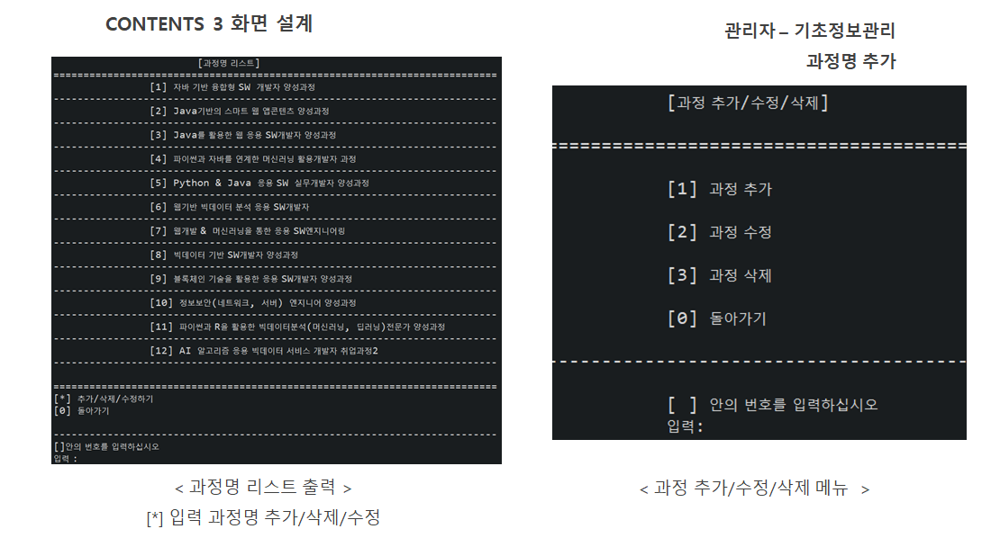 CONTENTS 3 화면 설계
[과정명 리스트]
[1] 자바 기반 융합형 SW 개발자 양성과정
[2] Java기반의 스마트 웹 앱콘텐츠 양성과정
[3] Java를 활용한 웹 응용 SW개발자 양성과정
[4] 파이썬과 자바를 연계한 머신러닝 활용개발자 과정
[5] Python & Java 응용 SW 실무개발자 양성과정
[6] 웹기반 빅데이터 분석 응용 SW개발자
[7] 웹개발 & 머신러닝을 통한 응용 SW엔지니어링
[8] 빅데이터 기반 SW개발자 양성과정
[9] 블록체인 기술을 활용한 응용 SW개발자 양성과정
[10] 정보보안(네트워크, 서버) 엔지니어 양성과정
[11] 파이썬과 R을 활용한 빅데이터분석(머신러닝, 딥러닝)전문가 양성과정
[12] AI 알고리즘 응용 빅데이터 서비스 개발자 취업과정2
[*] 추가/삭제/수정하기
[0] 돌아가기
[]안의 번호를 입력하십시오
입력 :
< 과정명 리스트 출력 >
[*] 입력 과정명 추가/삭제/수정
관리자 – 기초정보관리
과정명 추가
[과정 추가/수정/삭제]
[1] 과정 추가
[2] 과정 수정
[3] 과정 삭제
[0] 돌아가기
[ ] 안의 번호를 입력하십시오
입력:
< 과정 추가/수정/삭제 메뉴 >